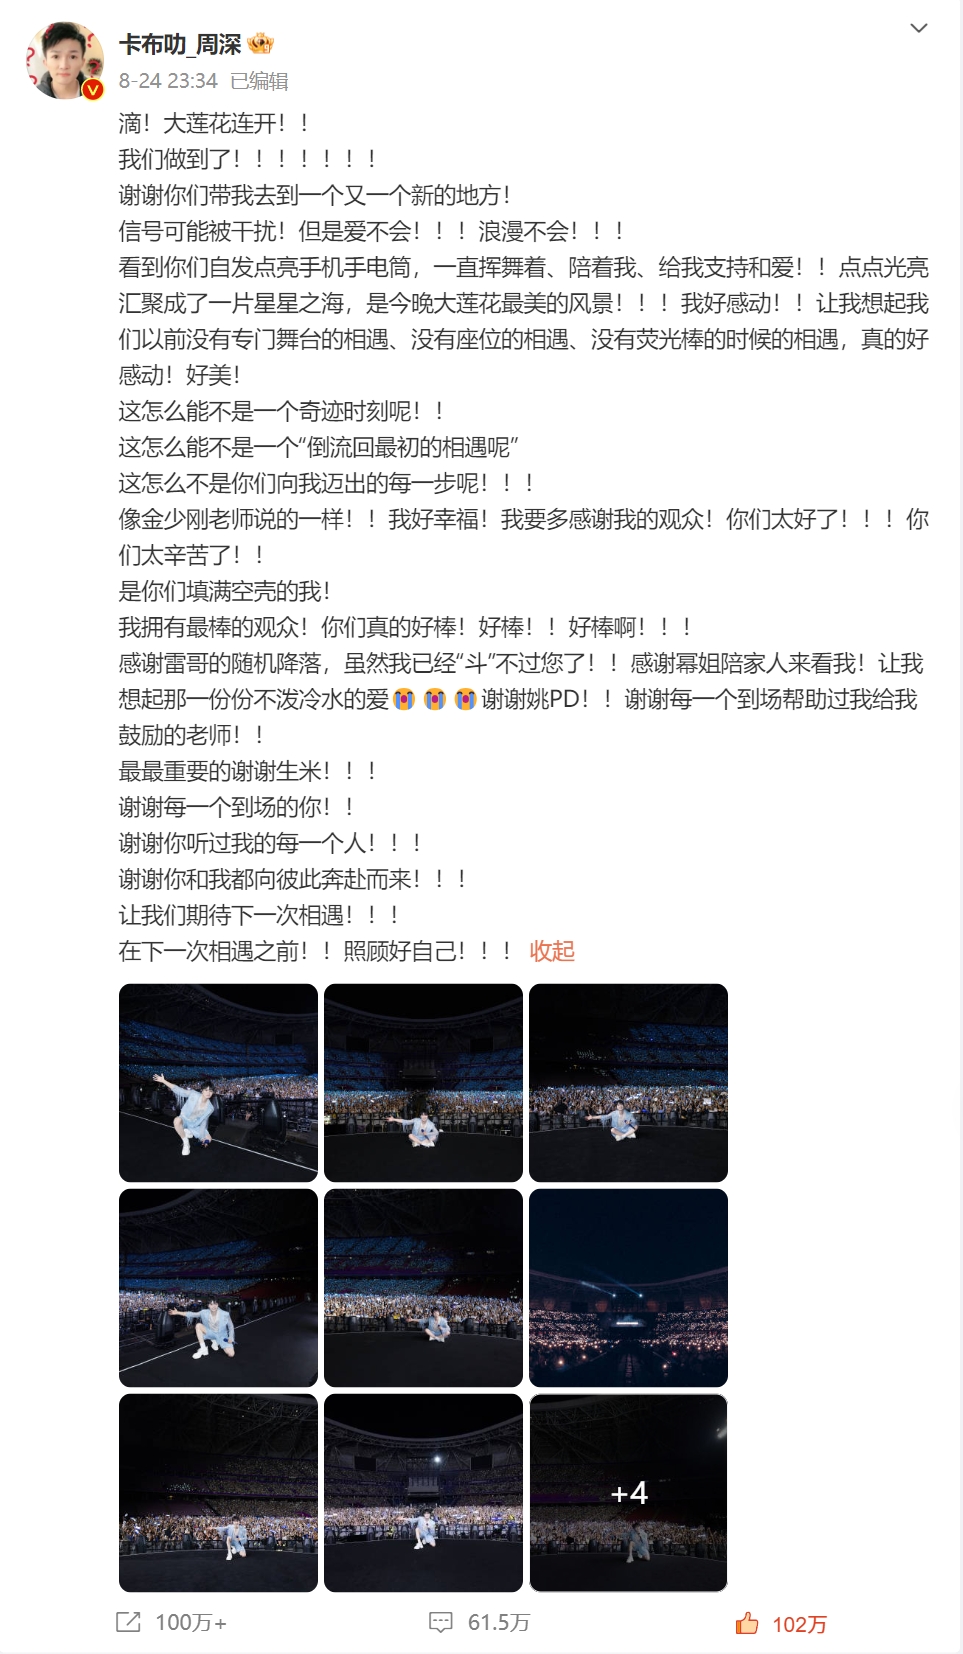 卡布叻_周深
8-24 23:34 已编辑
滴！大莲花连开！！
我们做到了！！！！！！！
谢谢你们带我去到一个又一个新的地方！
信号可能被干扰！但是爱不会！！！浪漫不会！！！
看到你们自发点亮手机手电筒，一直挥舞着、陪着我、给我支持和爱！！点点光亮
汇聚成了一片星星之海，是今晚大莲花最美的风景！！！我好感动！！让我想起我
们以前没有专门舞台的相遇、没有座位的相遇、没有荧光棒的时候的相遇，真的好
感动！好美！
这怎么能不是一个奇迹时刻呢！！
这怎么能不是一个“倒流回最初的相遇呢”
这怎么不是你们向我迈出的每一步呢！！！
像金少刚老师说的一样！！我好幸福！我要多感谢我的观众！你们太好了！！！你
们太辛苦了！！
是你们填满空壳的我！
我拥有最棒的观众！你们真的好棒！好棒！！好棒啊！！！
感谢雷哥的随机降落，虽然我已经“斗”不过您了！！感谢幂姐陪家人来看我！让我
想起那一份份不泼冷水的爱😭😭😭谢谢姚PD！！谢谢每一个到场帮助过我给我
鼓励的老师！！
最最重要的谢谢生米！！！
谢谢每一个到场的你！！
谢谢你听过我的每一个人！！！
谢谢你和我都向彼此奔赴而来！！！
让我们期待下一次相遇！！！
在下一次相遇之前！！照顾好自己！！！ 收起
+4
100万+ 61.5万 102万